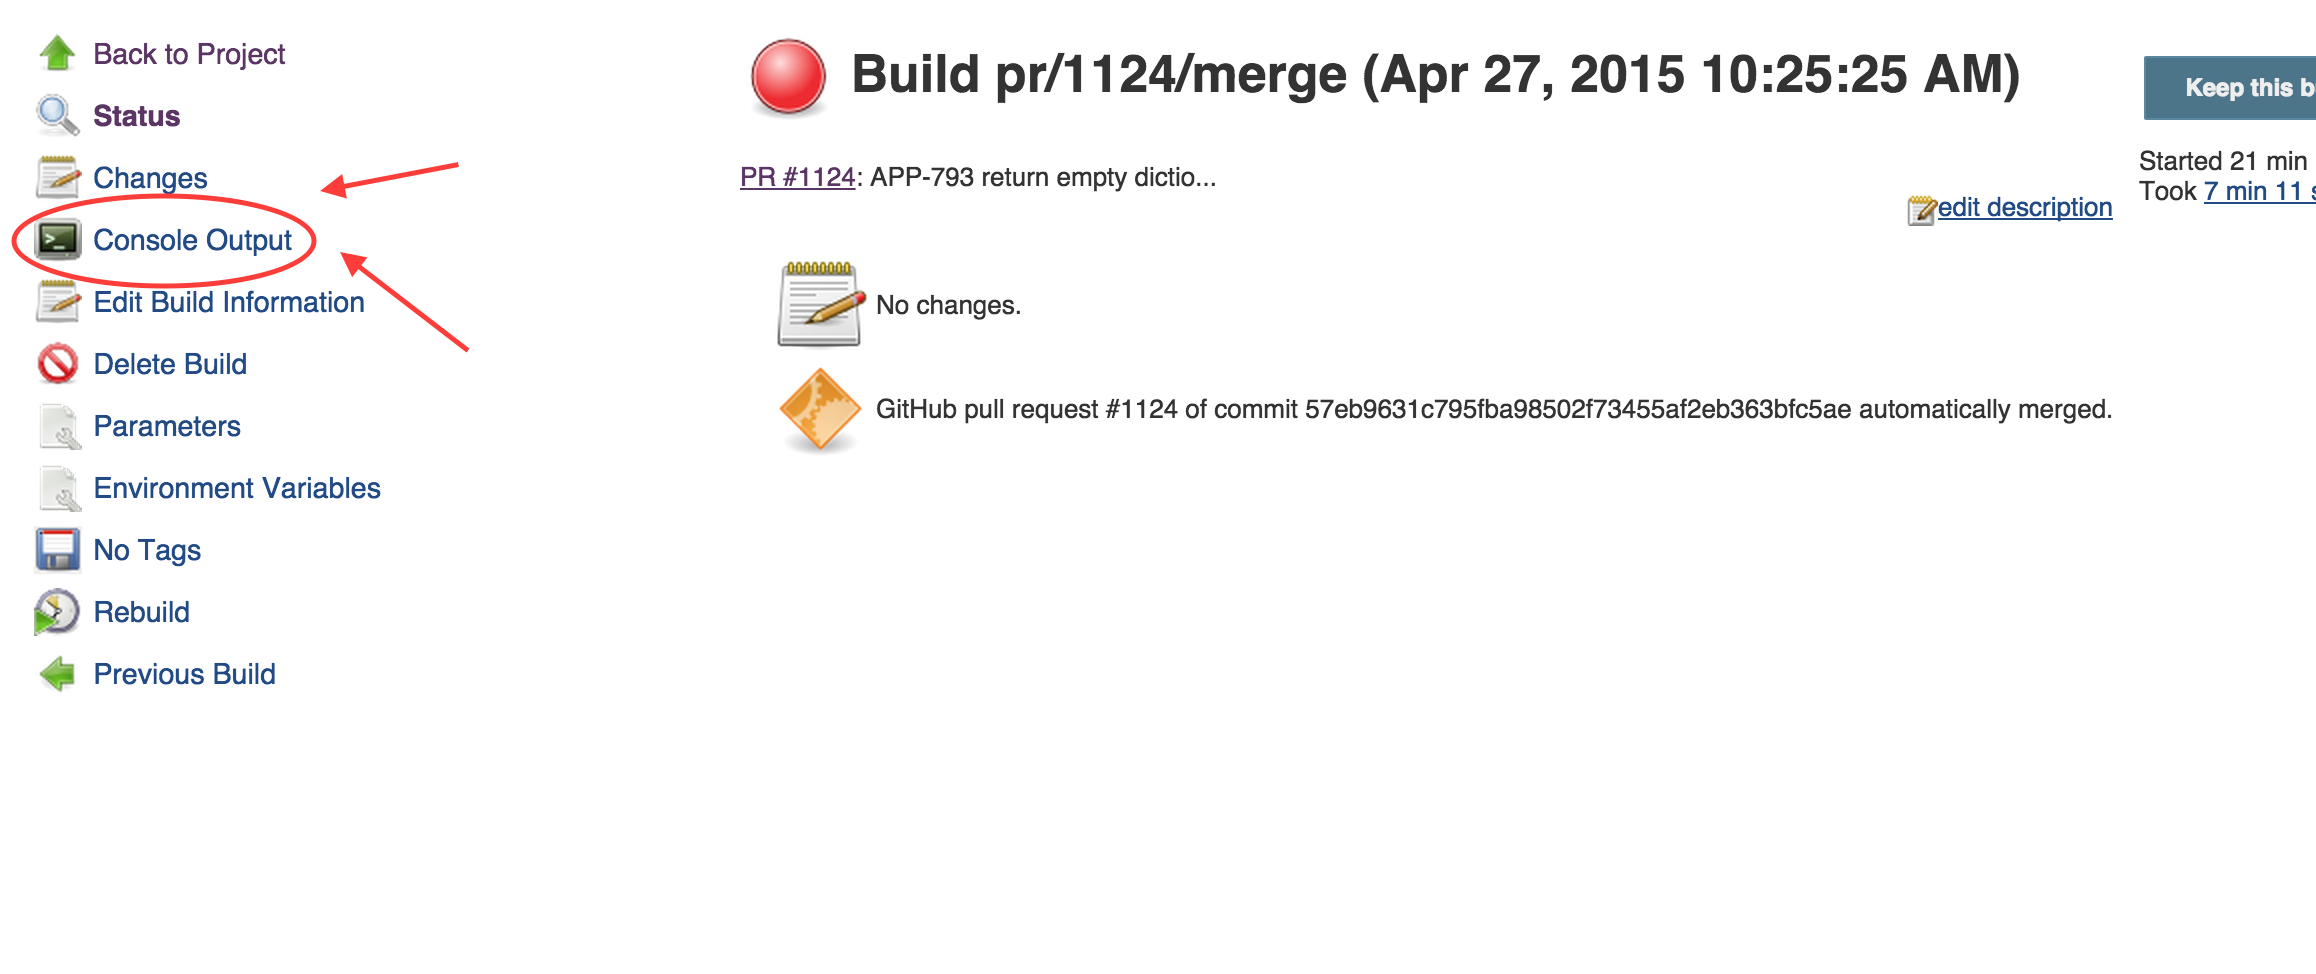 Back to Project
Status
Changes
Console Output
Edit Build Information
Delete Build
Parameters
Environment Variables
No Tags
Rebuild
Previous Build
Build pr/1124/merge (Apr 27, 2015 10:25:25 AM)
PR #1124: APP-793 return empty dictio...
edit description
No changes.
GitHub pull request #1124 of commit 57eb9631c795fba98502f73455af2eb363bfc5ae automatically merged.
Keep this b
Started 21 min
Took 7 min 11 s